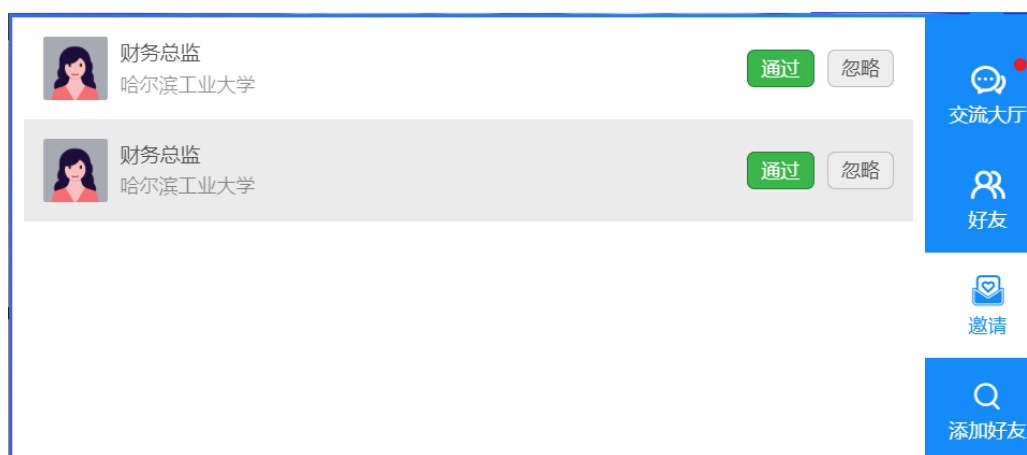 财务总监
哈尔滨工业大学
通过
忽略
财务总监
哈尔滨工业大学
通过
忽略
交流大厅
好友
邀请
添加好友